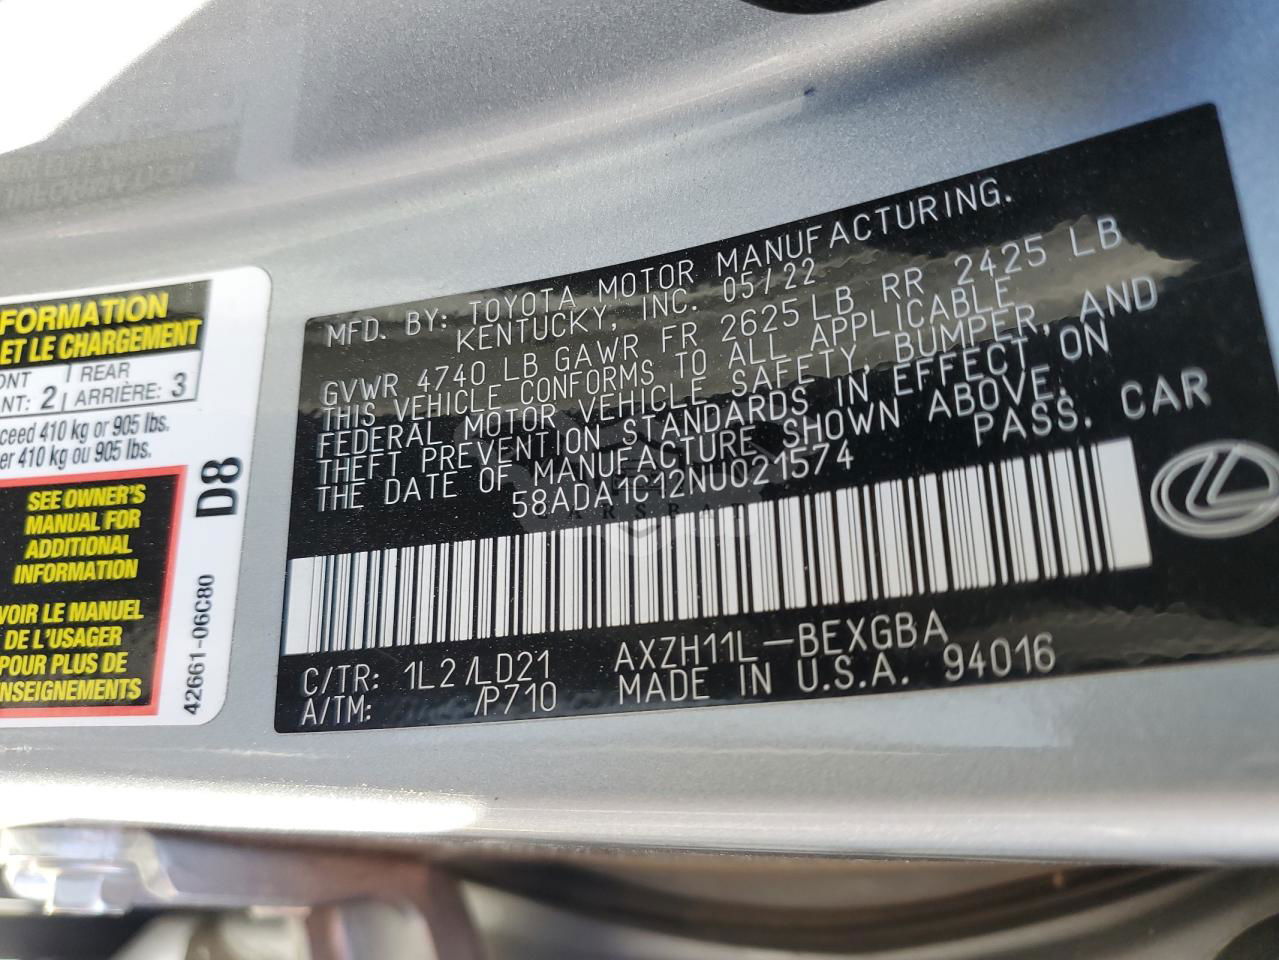 FORMATION
ET LE CHARGEMENT
REAR
2 ARRIÈRE: 3
410 kg or 905 lbs.
410 kg ou 905 lbs.
SEE OWNER'S
MANUAL FOR
ADDITIONAL
INFORMATION
VOIR LE MANUEL
DE L'USAGER
POUR PLUS DE
D8
42661-06C80
MFD. BY: TOYOTA MOTOR MANUFACTURING.
KENTUCKY, INC. 05/22
GVWR 4740 LB GAWR FR 2625 LB RR 2425 LB
THIS VEHICLE CONFORMS TO ALL APPLICABLE
FEDERAL MOTOR VEHICLE SAFETY, BUMPER, AND
THEFT PREVENTION STANDARDS IN EFFECT ON
THE DATE OF MANUFACTURE SHOWN ABOVE.
58ADA1C12NU021574 PASS. CAR
C/TR: 1L2/LD21 AXZH11L-BEXGBA
A/TM: /P710 MADE IN U.S.A. 94016